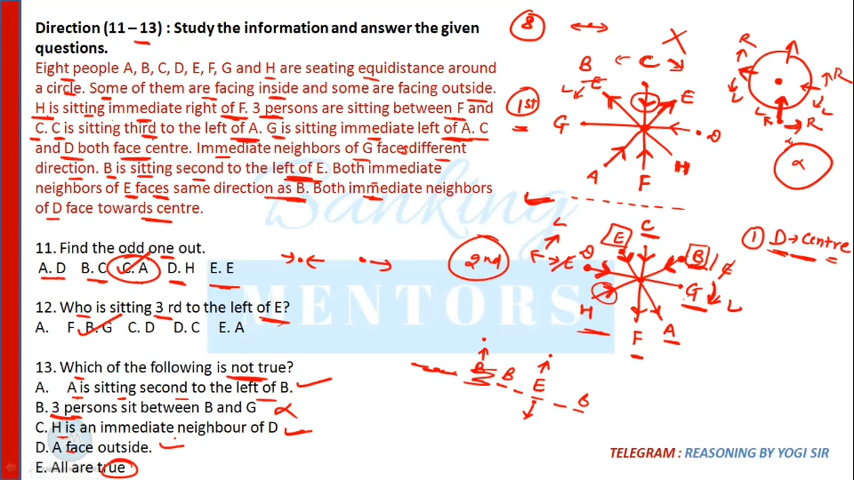 Direction (11 – 13) : Study the information and answer the given
questions.
Eight people A, B, C, D, E, F, G and H are seating equidistance around
a circle. Some of them are facing inside and some are facing outside.
H is sitting immediate right of F. 3 persons are sitting between F and
C. C is sitting third to the left of A. G is sitting immediate left of A. C
and D both face centre. Immediate neighbors of G faces different
direction. B is sitting second to the left of E. Both immediate
neighbors of E faces same direction as B. Both immediate neighbors
of D face towards centre.
11. Find the odd one out.
A. D B. C C. A D. H E. E
12. Who is sitting 3 rd to the left of E?
A. F B. G C. D D. C E. A
13. Which of the following is not true?
A. A is sitting second to the left of B.
B. 3 persons sit between B and G
C. H is an immediate neighbour of D
D. A face outside.
E. All are true
Banking
MENTORS
8
1st
B C
E E
G D
A F H
R R
L L
L R
2nd
① D → Centre
L
E C B
F E D
G L
H F A
B B
E
B
TELEGRAM : REASONING BY YOGI SIR